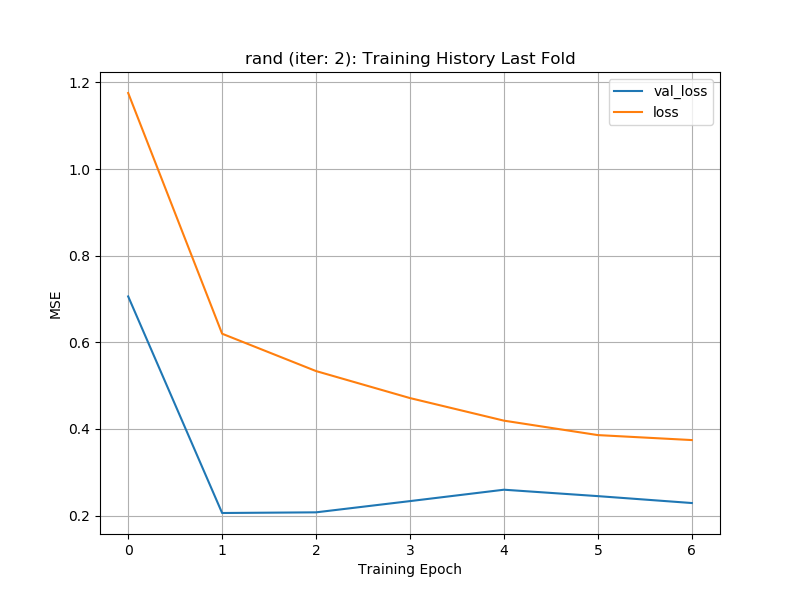 rand (iter: 2): Training History Last Fold
val_loss
loss
MSE
1.2
1.0
0.8
0.6
0.4
0.2
0 1 2 3 4 5 6
Training Epoch